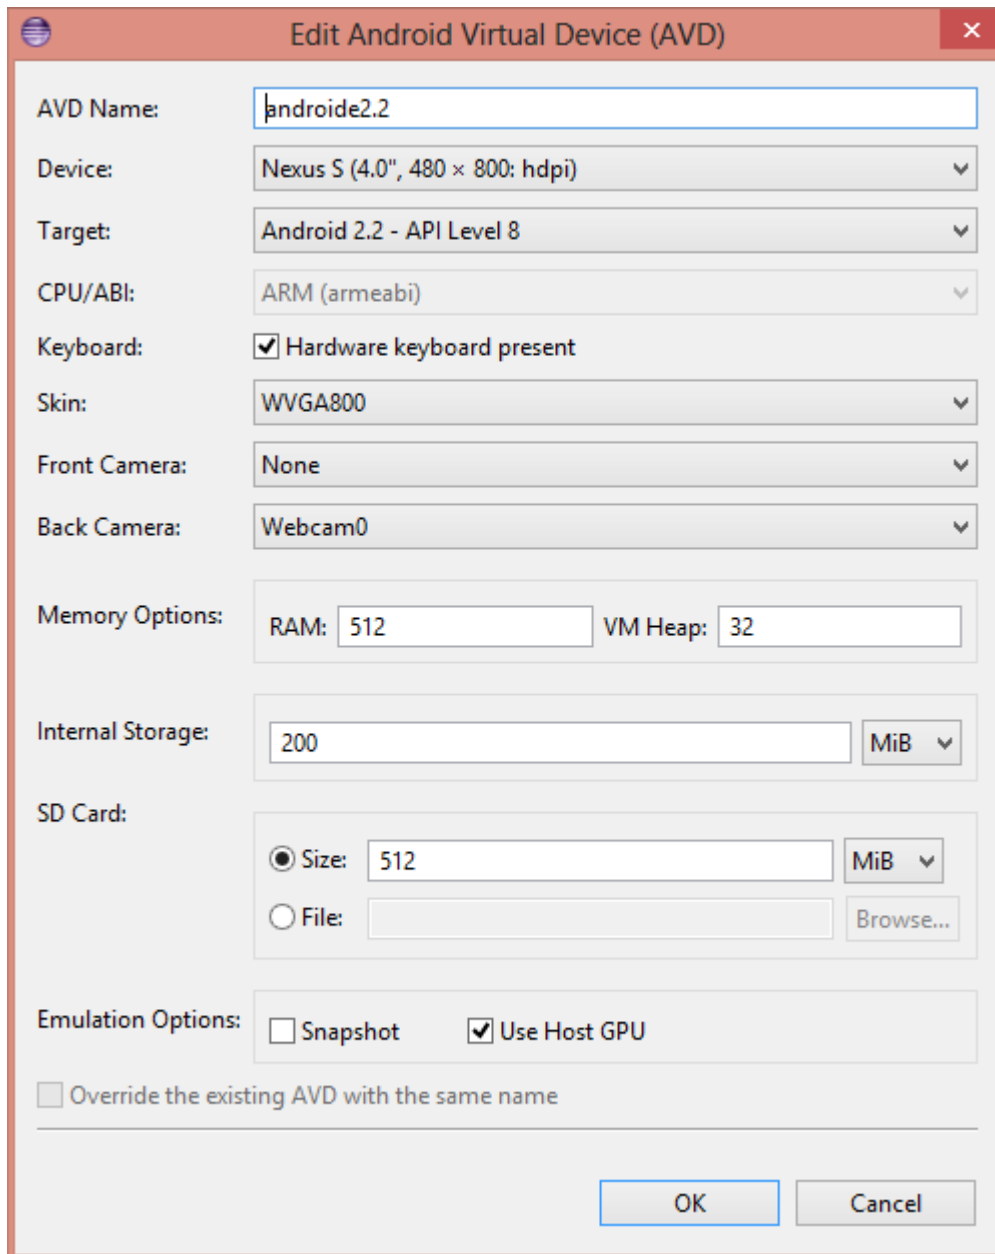 Edit Android Virtual Device (AVD)
AVD Name: androide2.2
Device: Nexus S (4.0", 480 × 800: hdpi)
Target: Android 2.2 - API Level 8
CPU/ABI: ARM (armeabi)
Keyboard: Hardware keyboard present
Skin: WVGA800
Front Camera: None
Back Camera: Webcam0
Memory Options: RAM: 512 VM Heap: 32
Internal Storage: 200 MiB
SD Card:
Size: 512 MiB
File: Browse...
Emulation Options: Snapshot Use Host GPU
Override the existing AVD with the same name
OK Cancel